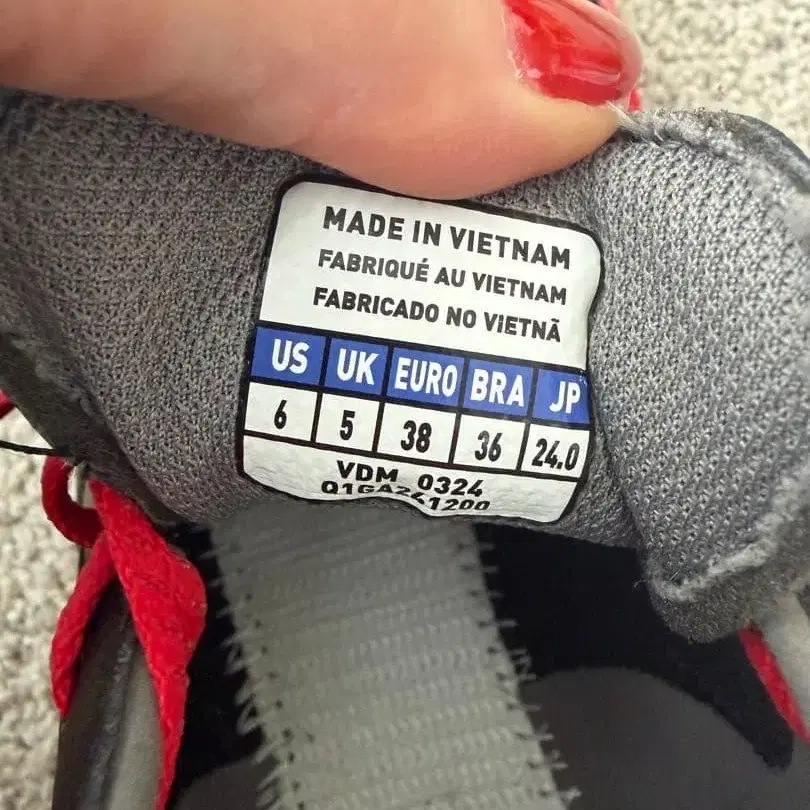 MADE IN VIETNAM
FABRIQUÉ AU VIETNAM
FABRICADO NO VIETNÃ
US UK EURO BRA JP
6 5 38 36 24.0
VDM 0324
Q1GA241200